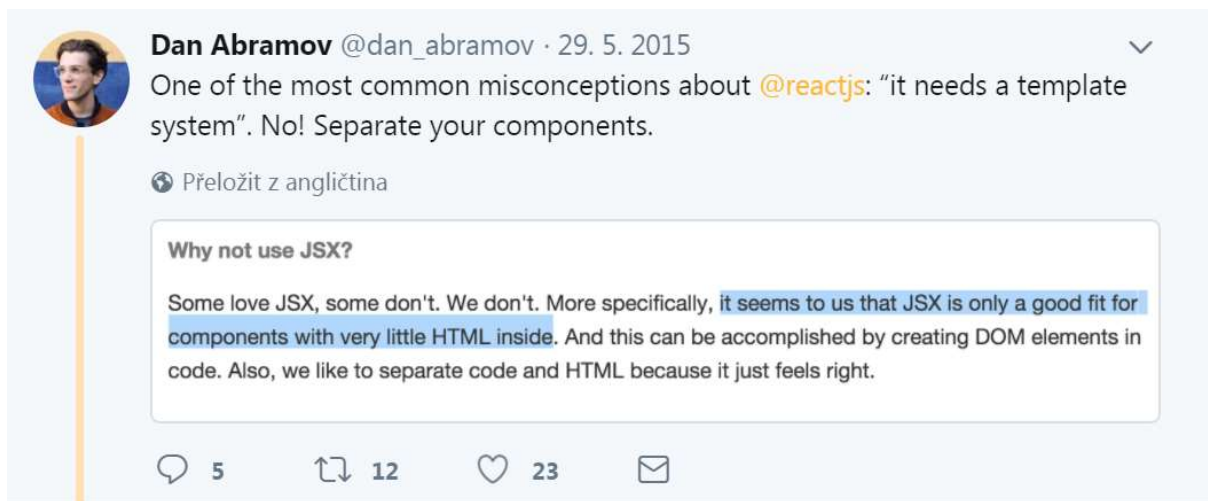 Dan Abramov @dan_abramov · 29. 5. 2015
One of the most common misconceptions about @reactjs: “it needs a template
system”. No! Separate your components.
Přeložit z angličtina
Why not use JSX?
Some love JSX, some don't. We don't. More specifically, it seems to us that JSX is only a good fit for
components with very little HTML inside. And this can be accomplished by creating DOM elements in
code. Also, we like to separate code and HTML because it just feels right.
5 12 23